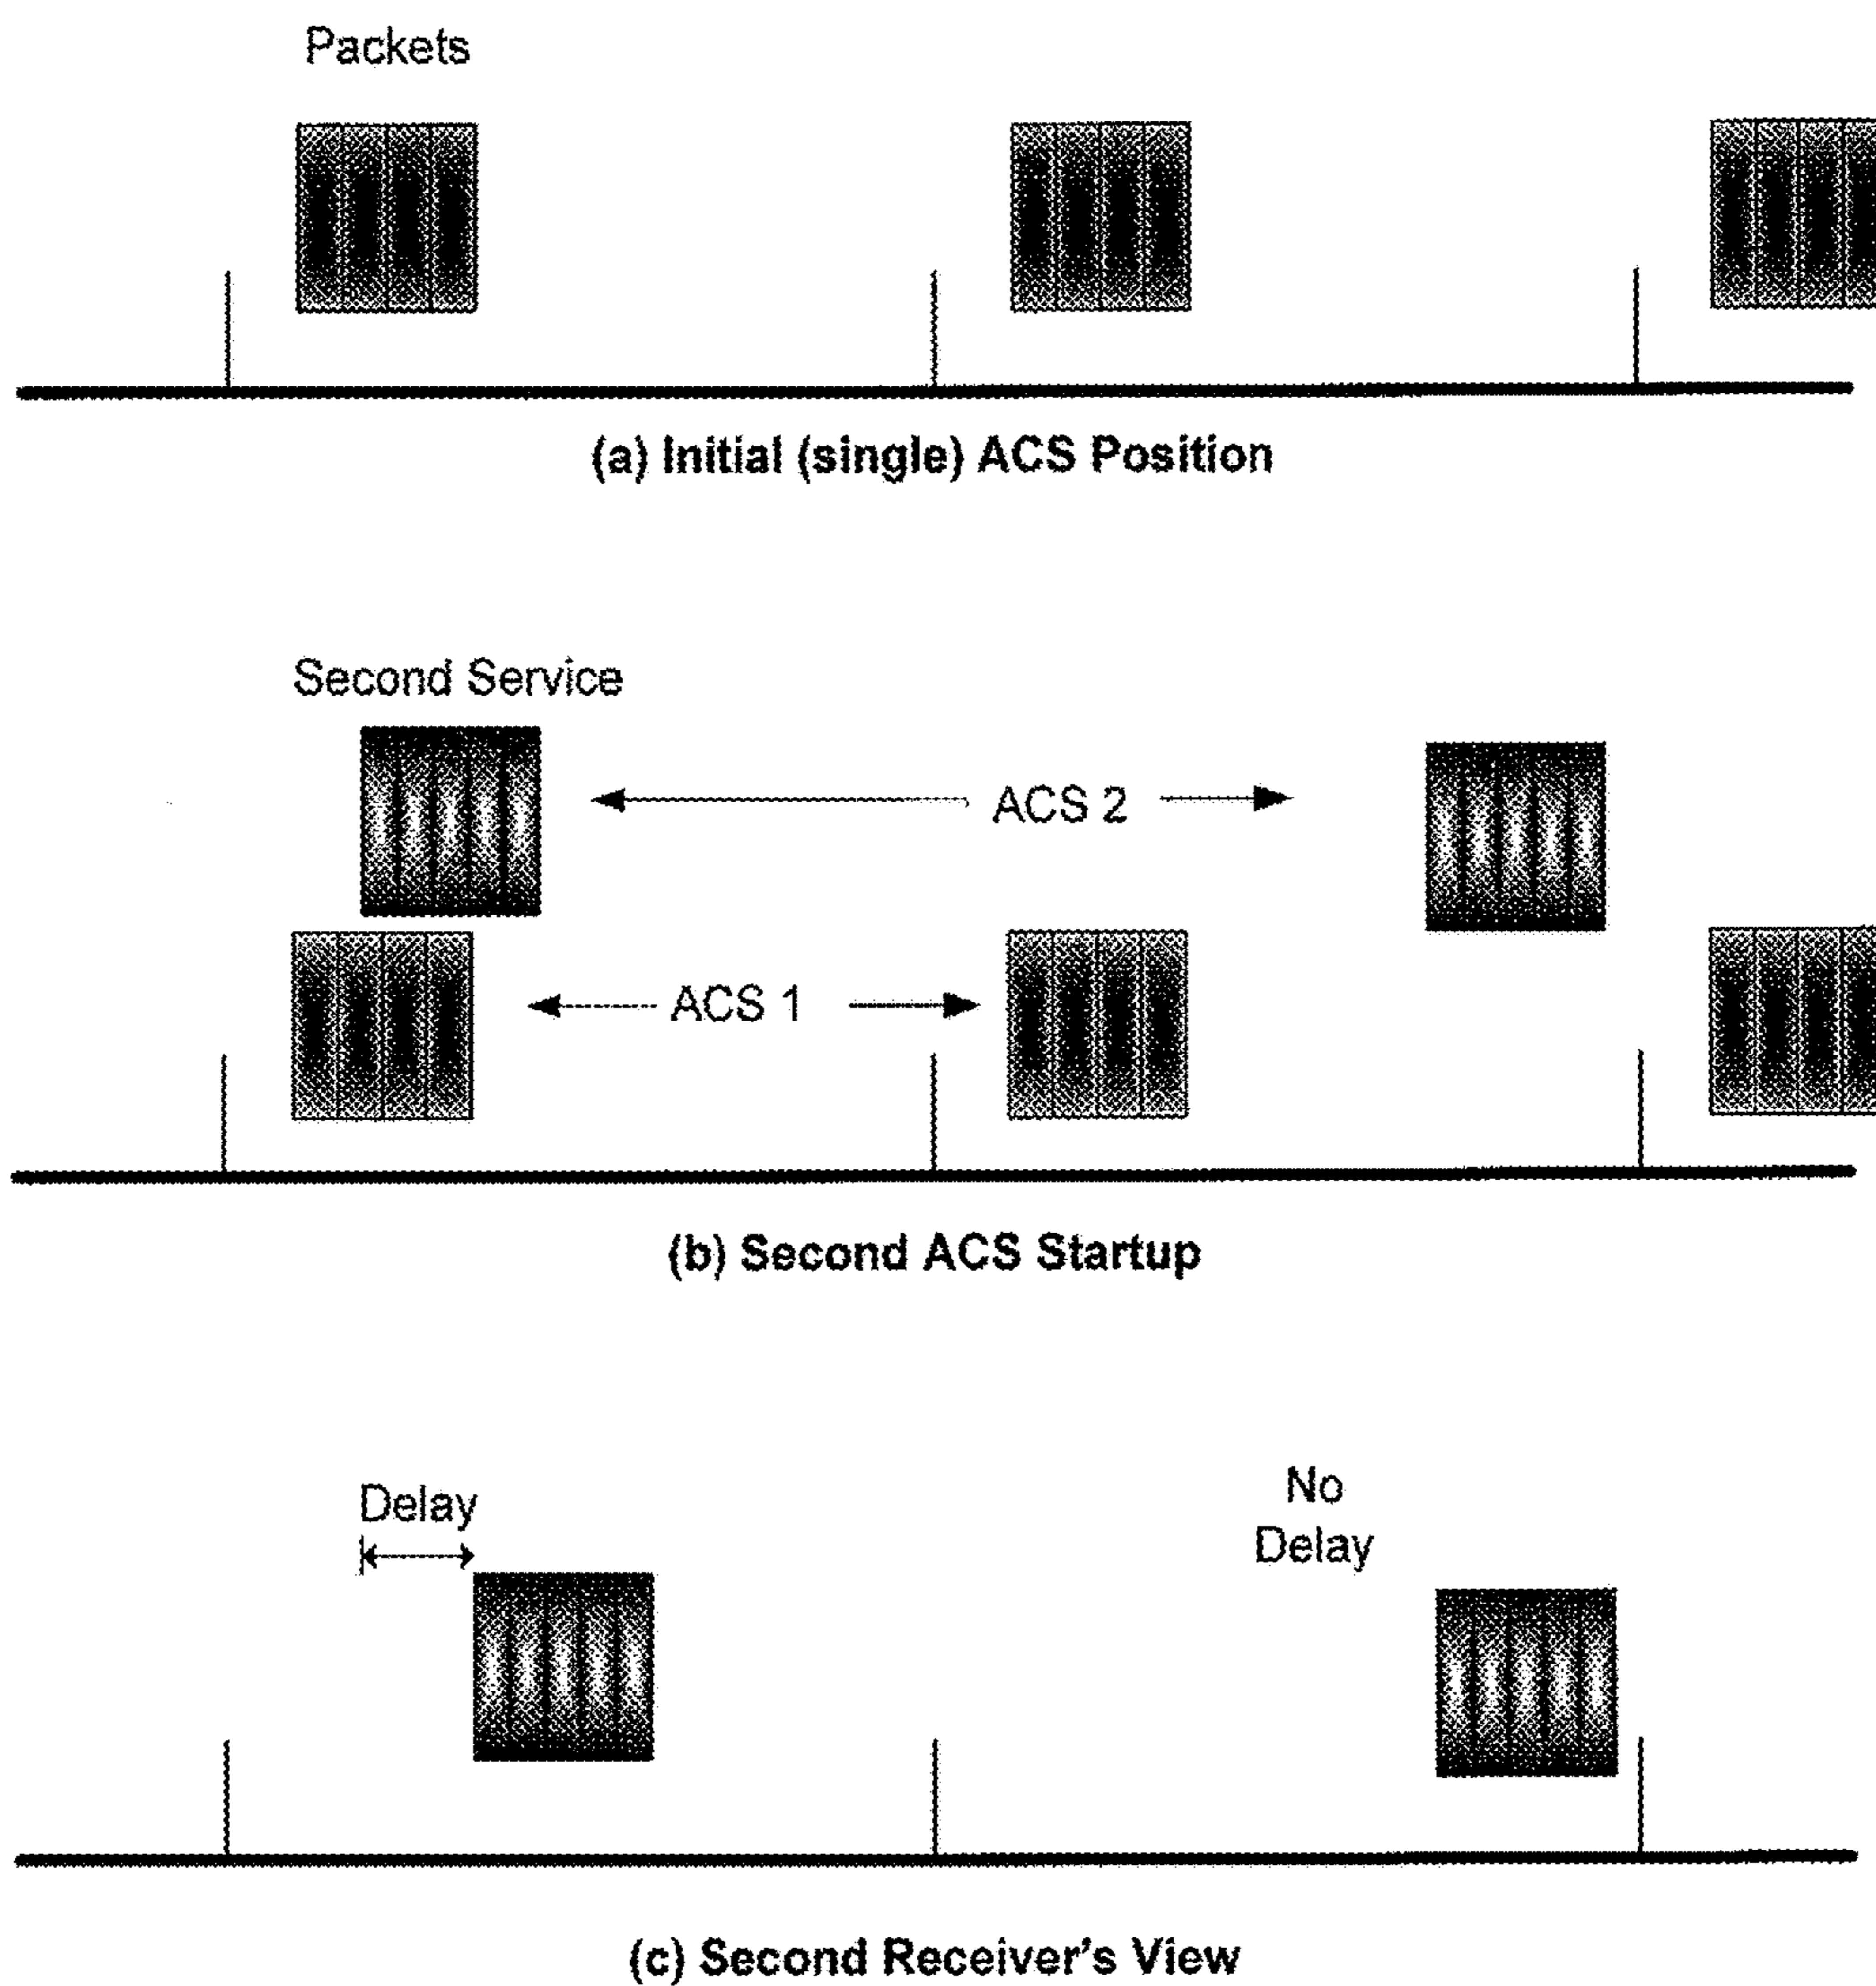 Packets
(a) Initial (single) ACS Position
Second Service
ACS 2
ACS 1
(b) Second ACS Startup
Delay
No
Delay
(c) Second Receiver's View